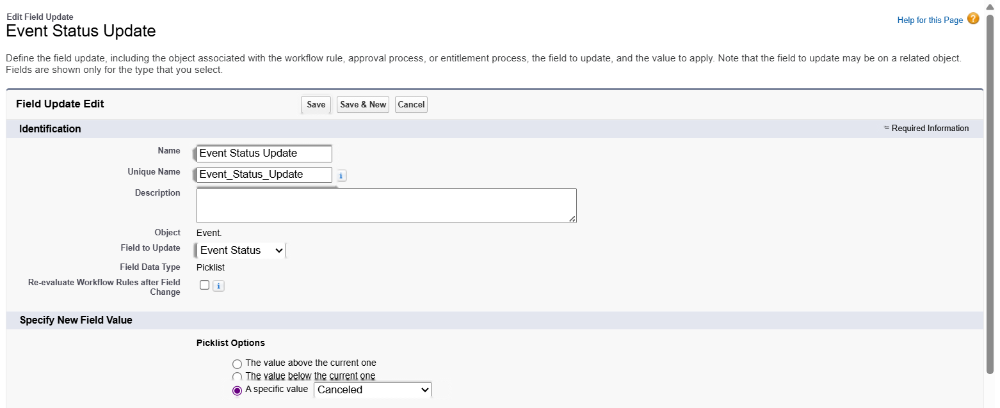 Edit Field Update
Event Status Update
Help for this Page ?
Define the field update, including the object associated with the workflow rule, approval process, or entitlement process, the field to update, and the value to apply. Note that the field to update may be on a related object.
Fields are shown only for the type that you select.
Field Update Edit
Save
Save & New
Cancel
Identification
= Required Information
Name
Event Status Update
Unique Name
Event_Status_Update
i
Description
Object
Event.
Field to Update
Event Status
Field Data Type
Picklist
Re-evaluate Workflow Rules after Field
Change
i
Specify New Field Value
Picklist Options
The value above the current one
The value below the current one
A specific value
Canceled